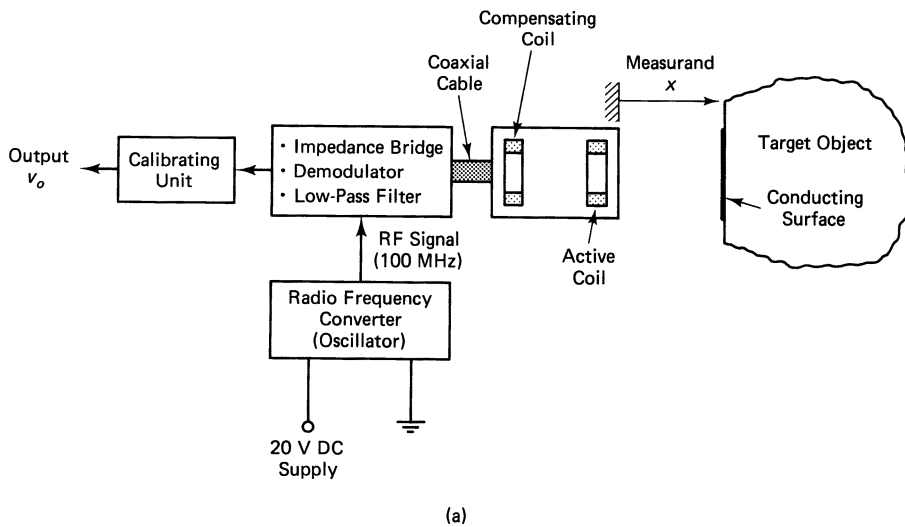 Compensating
Coil
Coaxial
Cable
Measurand
x
Output
vo
Calibrating
Unit
• Impedance Bridge
• Demodulator
• Low-Pass Filter
Target Object
Conducting
Surface
RF Signal
(100 MHz)
Active
Coil
Radio Frequency
Converter
(Oscillator)
20 V DC
Supply
(a)